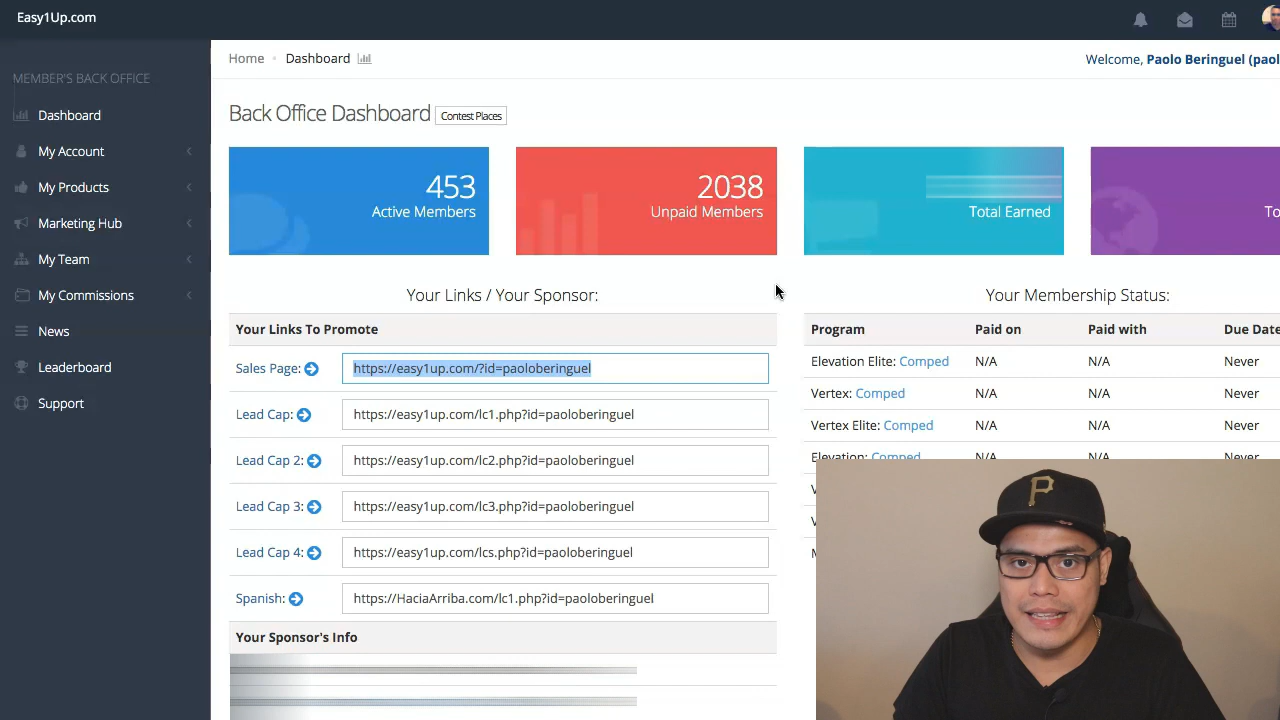 Easy1Up.com
MEMBER'S BACK OFFICE
Dashboard
My Account
My Products
Marketing Hub
My Team
My Commissions
News
Leaderboard
Support
Home • Dashboard
Welcome, Paolo Beringuel (paol
Back Office Dashboard Contest Places
453
Active Members
2038
Unpaid Members
Total Earned
To
Your Links / Your Sponsor:
Your Links To Promote
Sales Page: https://easy1up.com/?id=paoloberinguel
Lead Cap: https://easy1up.com/lc1.php?id=paoloberinguel
Lead Cap 2: https://easy1up.com/lc2.php?id=paoloberinguel
Lead Cap 3: https://easy1up.com/lc3.php?id=paoloberinguel
Lead Cap 4: https://easy1up.com/lcs.php?id=paoloberinguel
Spanish: https://HaciaArriba.com/lc1.php?id=paoloberinguel
Your Sponsor's Info
Your Membership Status:
Program Paid on Paid with Due Date
Elevation Elite: Comped N/A N/A Never
Vertex: Comped N/A N/A Never
Vertex Elite: Comped N/A N/A Never
Elevation: Comped N/A N/A Never
P